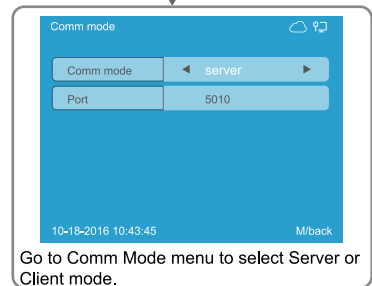 Comm mode
Comm mode ◄ server ►
Port 5010
10-18-2016 10:43:45 M/back
Go to Comm Mode menu to select Server or
Client mode.